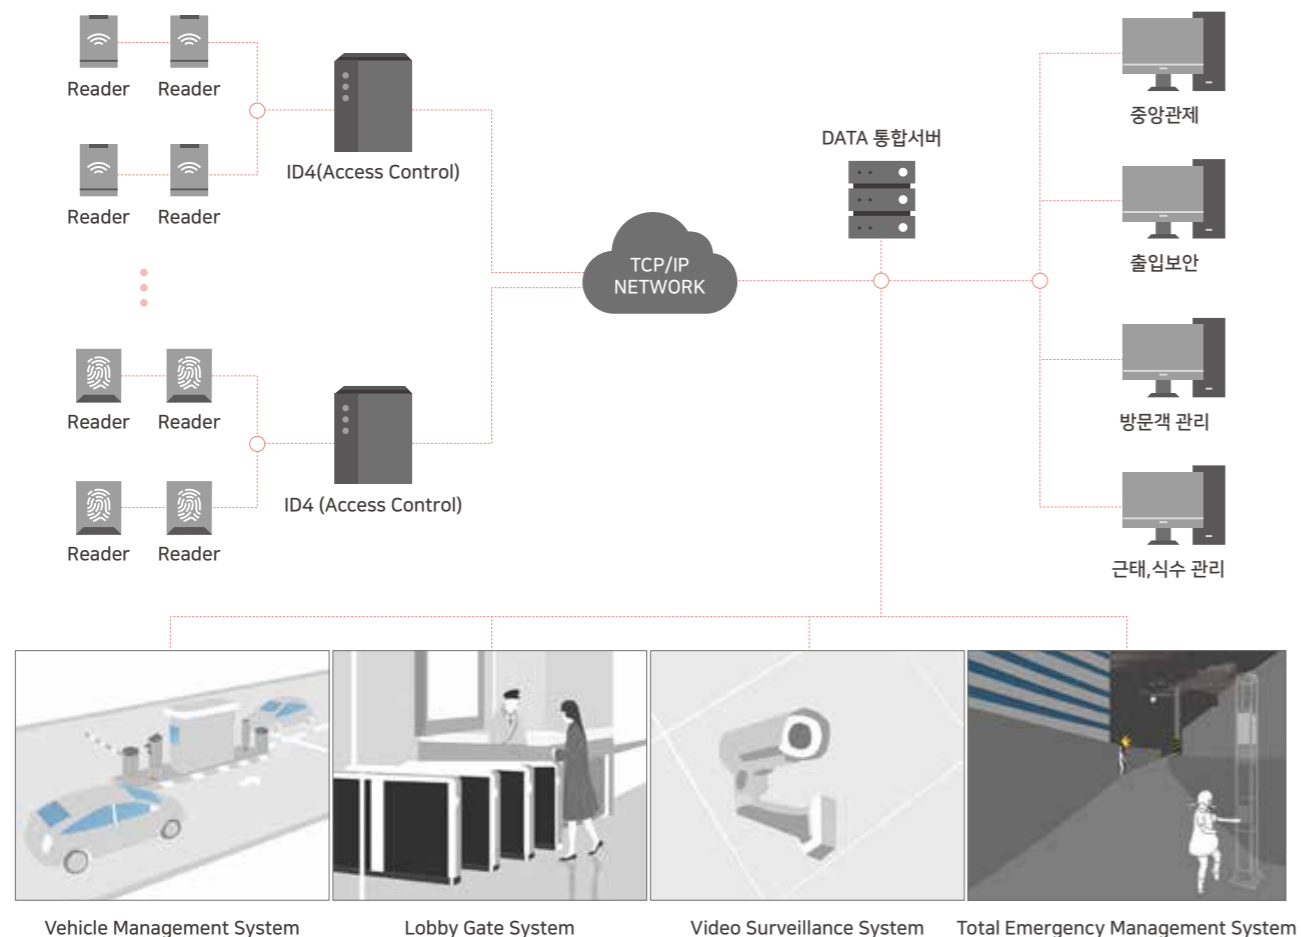 Reader
Reader
Reader
Reader
ID4(Access Control)
Reader
Reader
Reader
Reader
ID4 (Access Control)
TCP/IP
NETWORK
DATA 통합서버
중앙관제
출입보안
방문객 관리
근태,식수 관리
Vehicle Management System
Lobby Gate System
Video Surveillance System
Total Emergency Management System